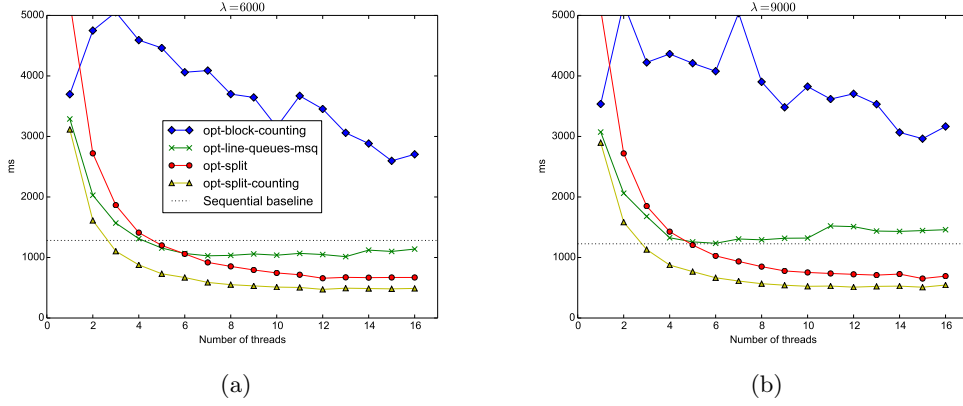 λ=6000
5000
4000
3000
2000
1000
0
ms
0 2 4 6 8 10 12 14 16
Number of threads
opt-block-counting
opt-line-queues-msq
opt-split
opt-split-counting
Sequential baseline
(a)
λ=9000
5000
4000
3000
2000
1000
0
ms
0 2 4 6 8 10 12 14 16
Number of threads
(b)